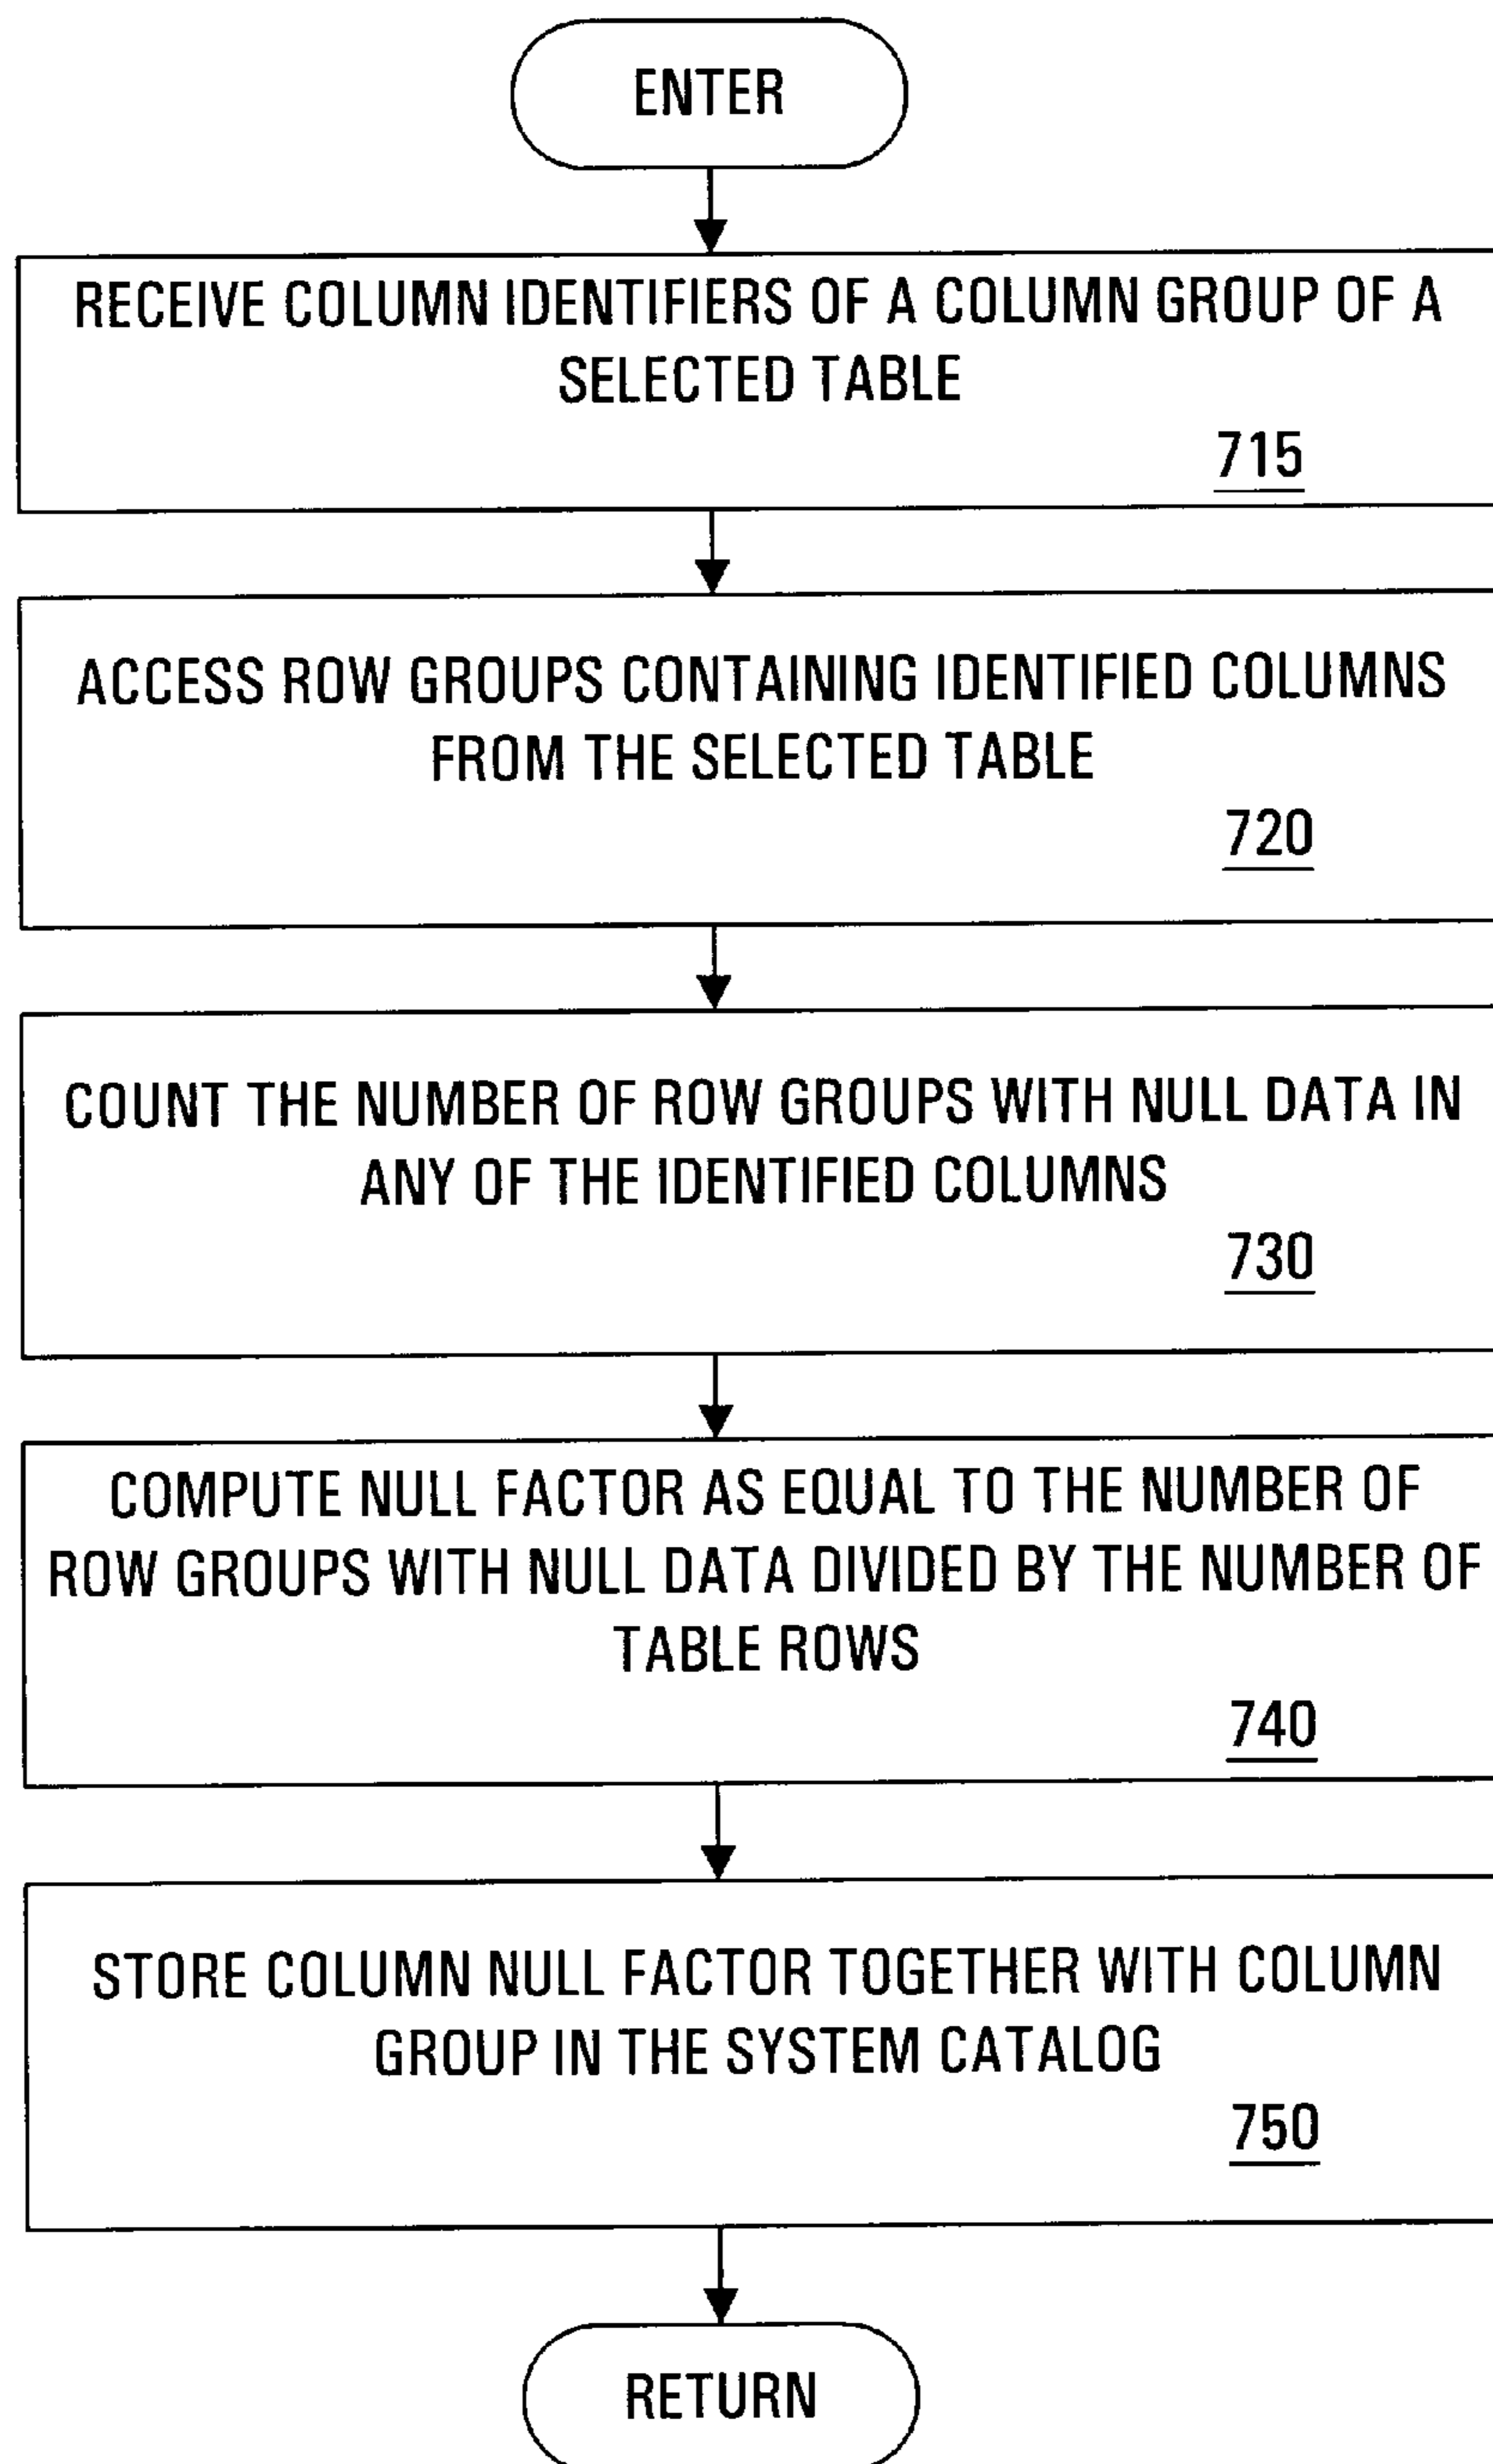 ENTER
RECEIVE COLUMN IDENTIFIERS OF A COLUMN GROUP OF A
SELECTED TABLE
715
ACCESS ROW GROUPS CONTAINING IDENTIFIED COLUMNS
FROM THE SELECTED TABLE
720
COUNT THE NUMBER OF ROW GROUPS WITH NULL DATA IN
ANY OF THE IDENTIFIED COLUMNS
730
COMPUTE NULL FACTOR AS EQUAL TO THE NUMBER OF
ROW GROUPS WITH NULL DATA DIVIDED BY THE NUMBER OF
TABLE ROWS
740
STORE COLUMN NULL FACTOR TOGETHER WITH COLUMN
GROUP IN THE SYSTEM CATALOG
750
RETURN